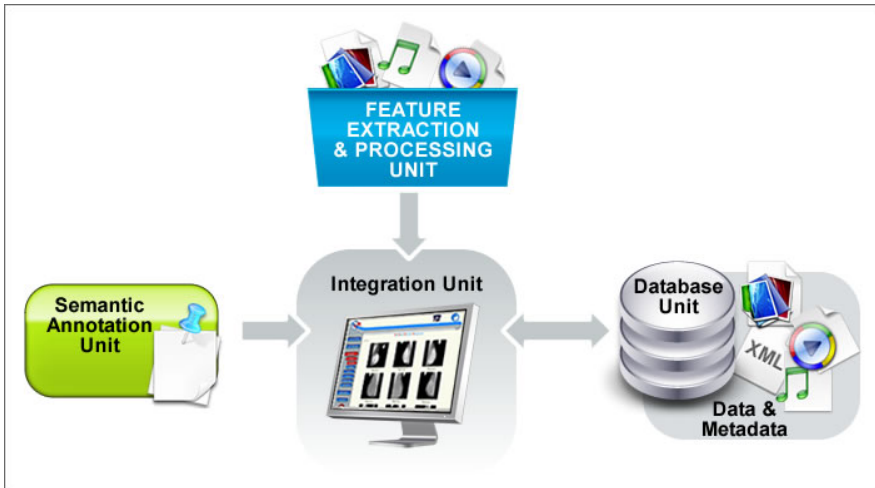 FEATURE
EXTRACTION
& PROCESSING
UNIT
Integration Unit
Semantic
Annotation
Unit
Database
Unit
XML
Data &
Metadata